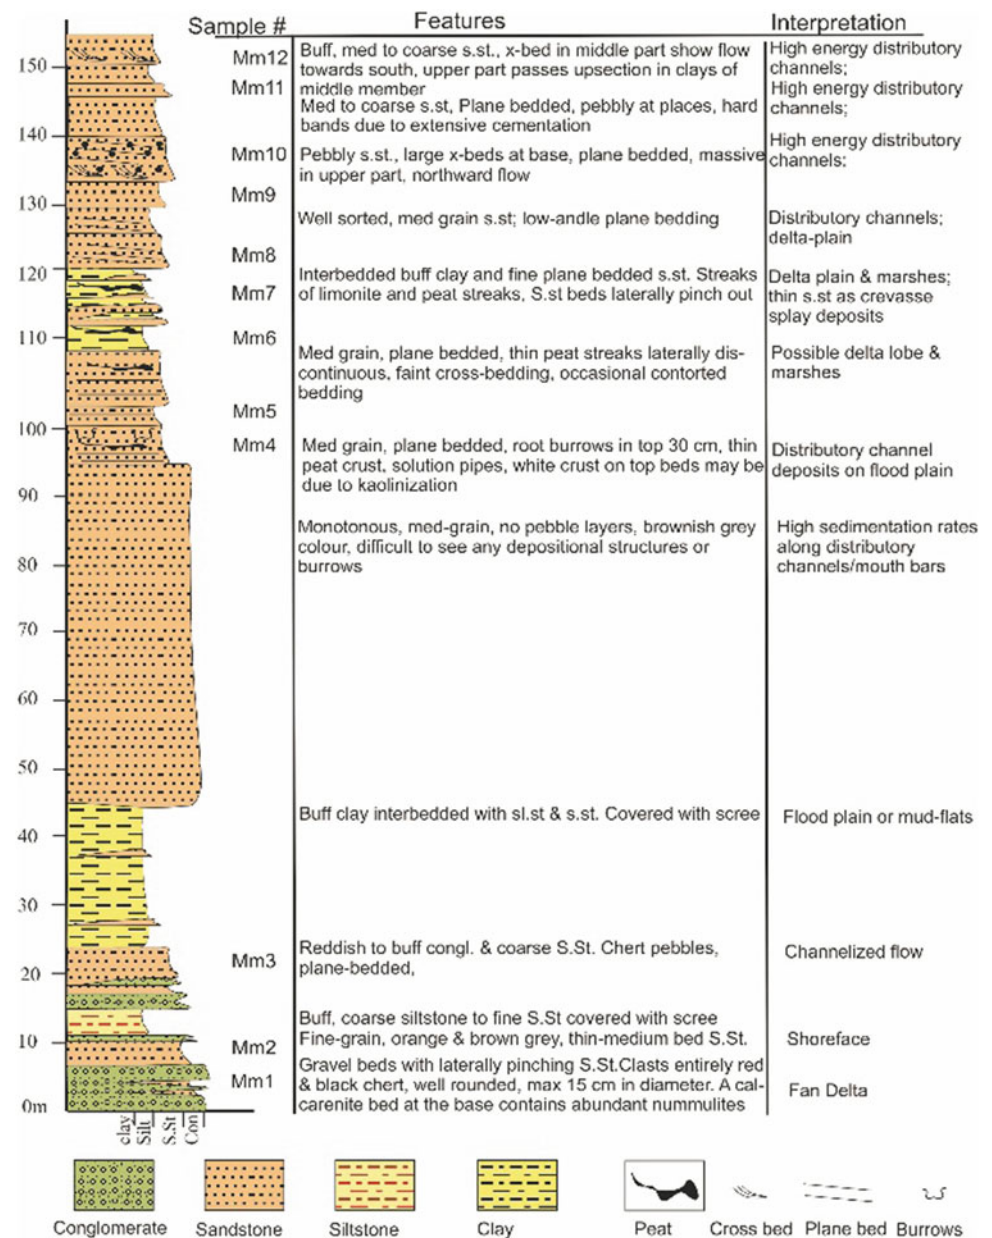 Sample #
Features
Interpretation
150
140
130
120
110
100
90
80
70
60
50
40
30
20
10
0m
clay
Silt
S.St
Con
Mm12
Mm11
Mm10
Mm9
Mm8
Mm7
Mm6
Mm5
Mm4
Mm3
Mm2
Mm1
Buff, med to coarse s.st., x-bed in middle part show flow
towards south, upper part passes upsection in clays of
middle member
Med to coarse s.st, Plane bedded, pebbly at places, hard
bands due to extensive cementation
Pebbly s.st., large x-beds at base, plane bedded, massive
in upper part, northward flow
Well sorted, med grain s.st; low-andle plane bedding
Interbedded buff clay and fine plane bedded s.st. Streaks
of limonite and peat streaks, S.st beds laterally pinch out
Med grain, plane bedded, thin peat streaks laterally dis-
continuous, faint cross-bedding, occasional contorted
bedding
Med grain, plane bedded, root burrows in top 30 cm, thin
peat crust, solution pipes, white crust on top beds may be
due to kaolinization
Monotonous, med-grain, no pebble layers, brownish grey
colour, difficult to see any depositional structures or
burrows
Buff clay interbedded with sl.st & s.st. Covered with scree
Reddish to buff congl. & coarse S.St. Chert pebbles,
plane-bedded,
Buff, coarse siltstone to fine S.St covered with scree
Fine-grain, orange & brown grey, thin-medium bed S.St.
Gravel beds with laterally pinching S.St.Clasts entirely red
& black chert, well rounded, max 15 cm in diameter. A cal-
carenite bed at the base contains abundant nummulites
High energy distributory
channels;
High energy distributory
channels;
High energy distributory
channels;
Distributory channels;
delta-plain
Delta plain & marshes;
thin s.st as crevasse
splay deposits
Possible delta lobe &
marshes
Distributory channel
deposits on flood plain
High sedimentation rates
along distributory
channels/mouth bars
Flood plain or mud-flats
Channelized flow
Shoreface
Fan Delta
Conglomerate
Sandstone
Siltstone
Clay
Peat
Cross bed
Plane bed
Burrows